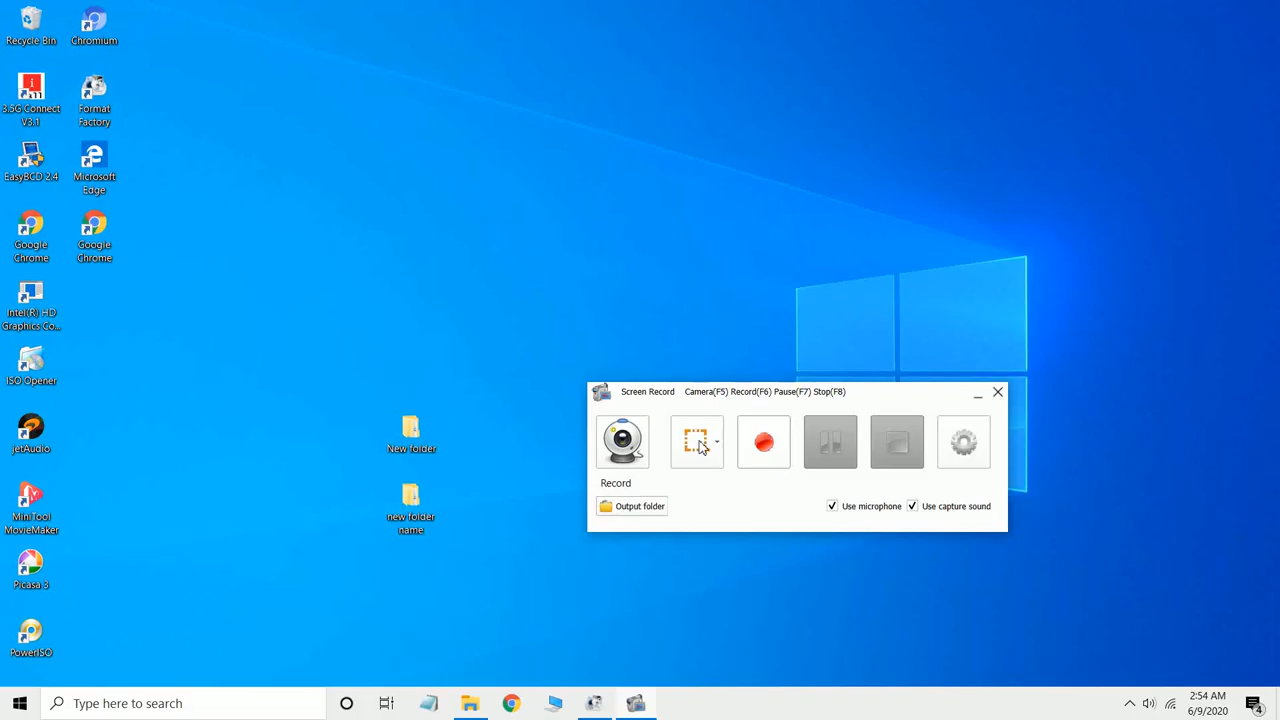 Recycle Bin
Chromium
3.5G Connect
V3.1
Format
Factory
EasyBCD 2.4
Microsoft
Edge
Google
Chrome
Google
Chrome
Intel(R) HD
Graphics Co...
ISO Opener
JetAudio
MiniTool
MovieMaker
Picasa 3
PowerISO
New folder
new folder
name
Screen Record Camera(F5) Record(F6) Pause(F7) Stop(F8)
Record
Output folder
Use microphone
Use capture sound
Type here to search
2:54 AM
6/9/2020
4